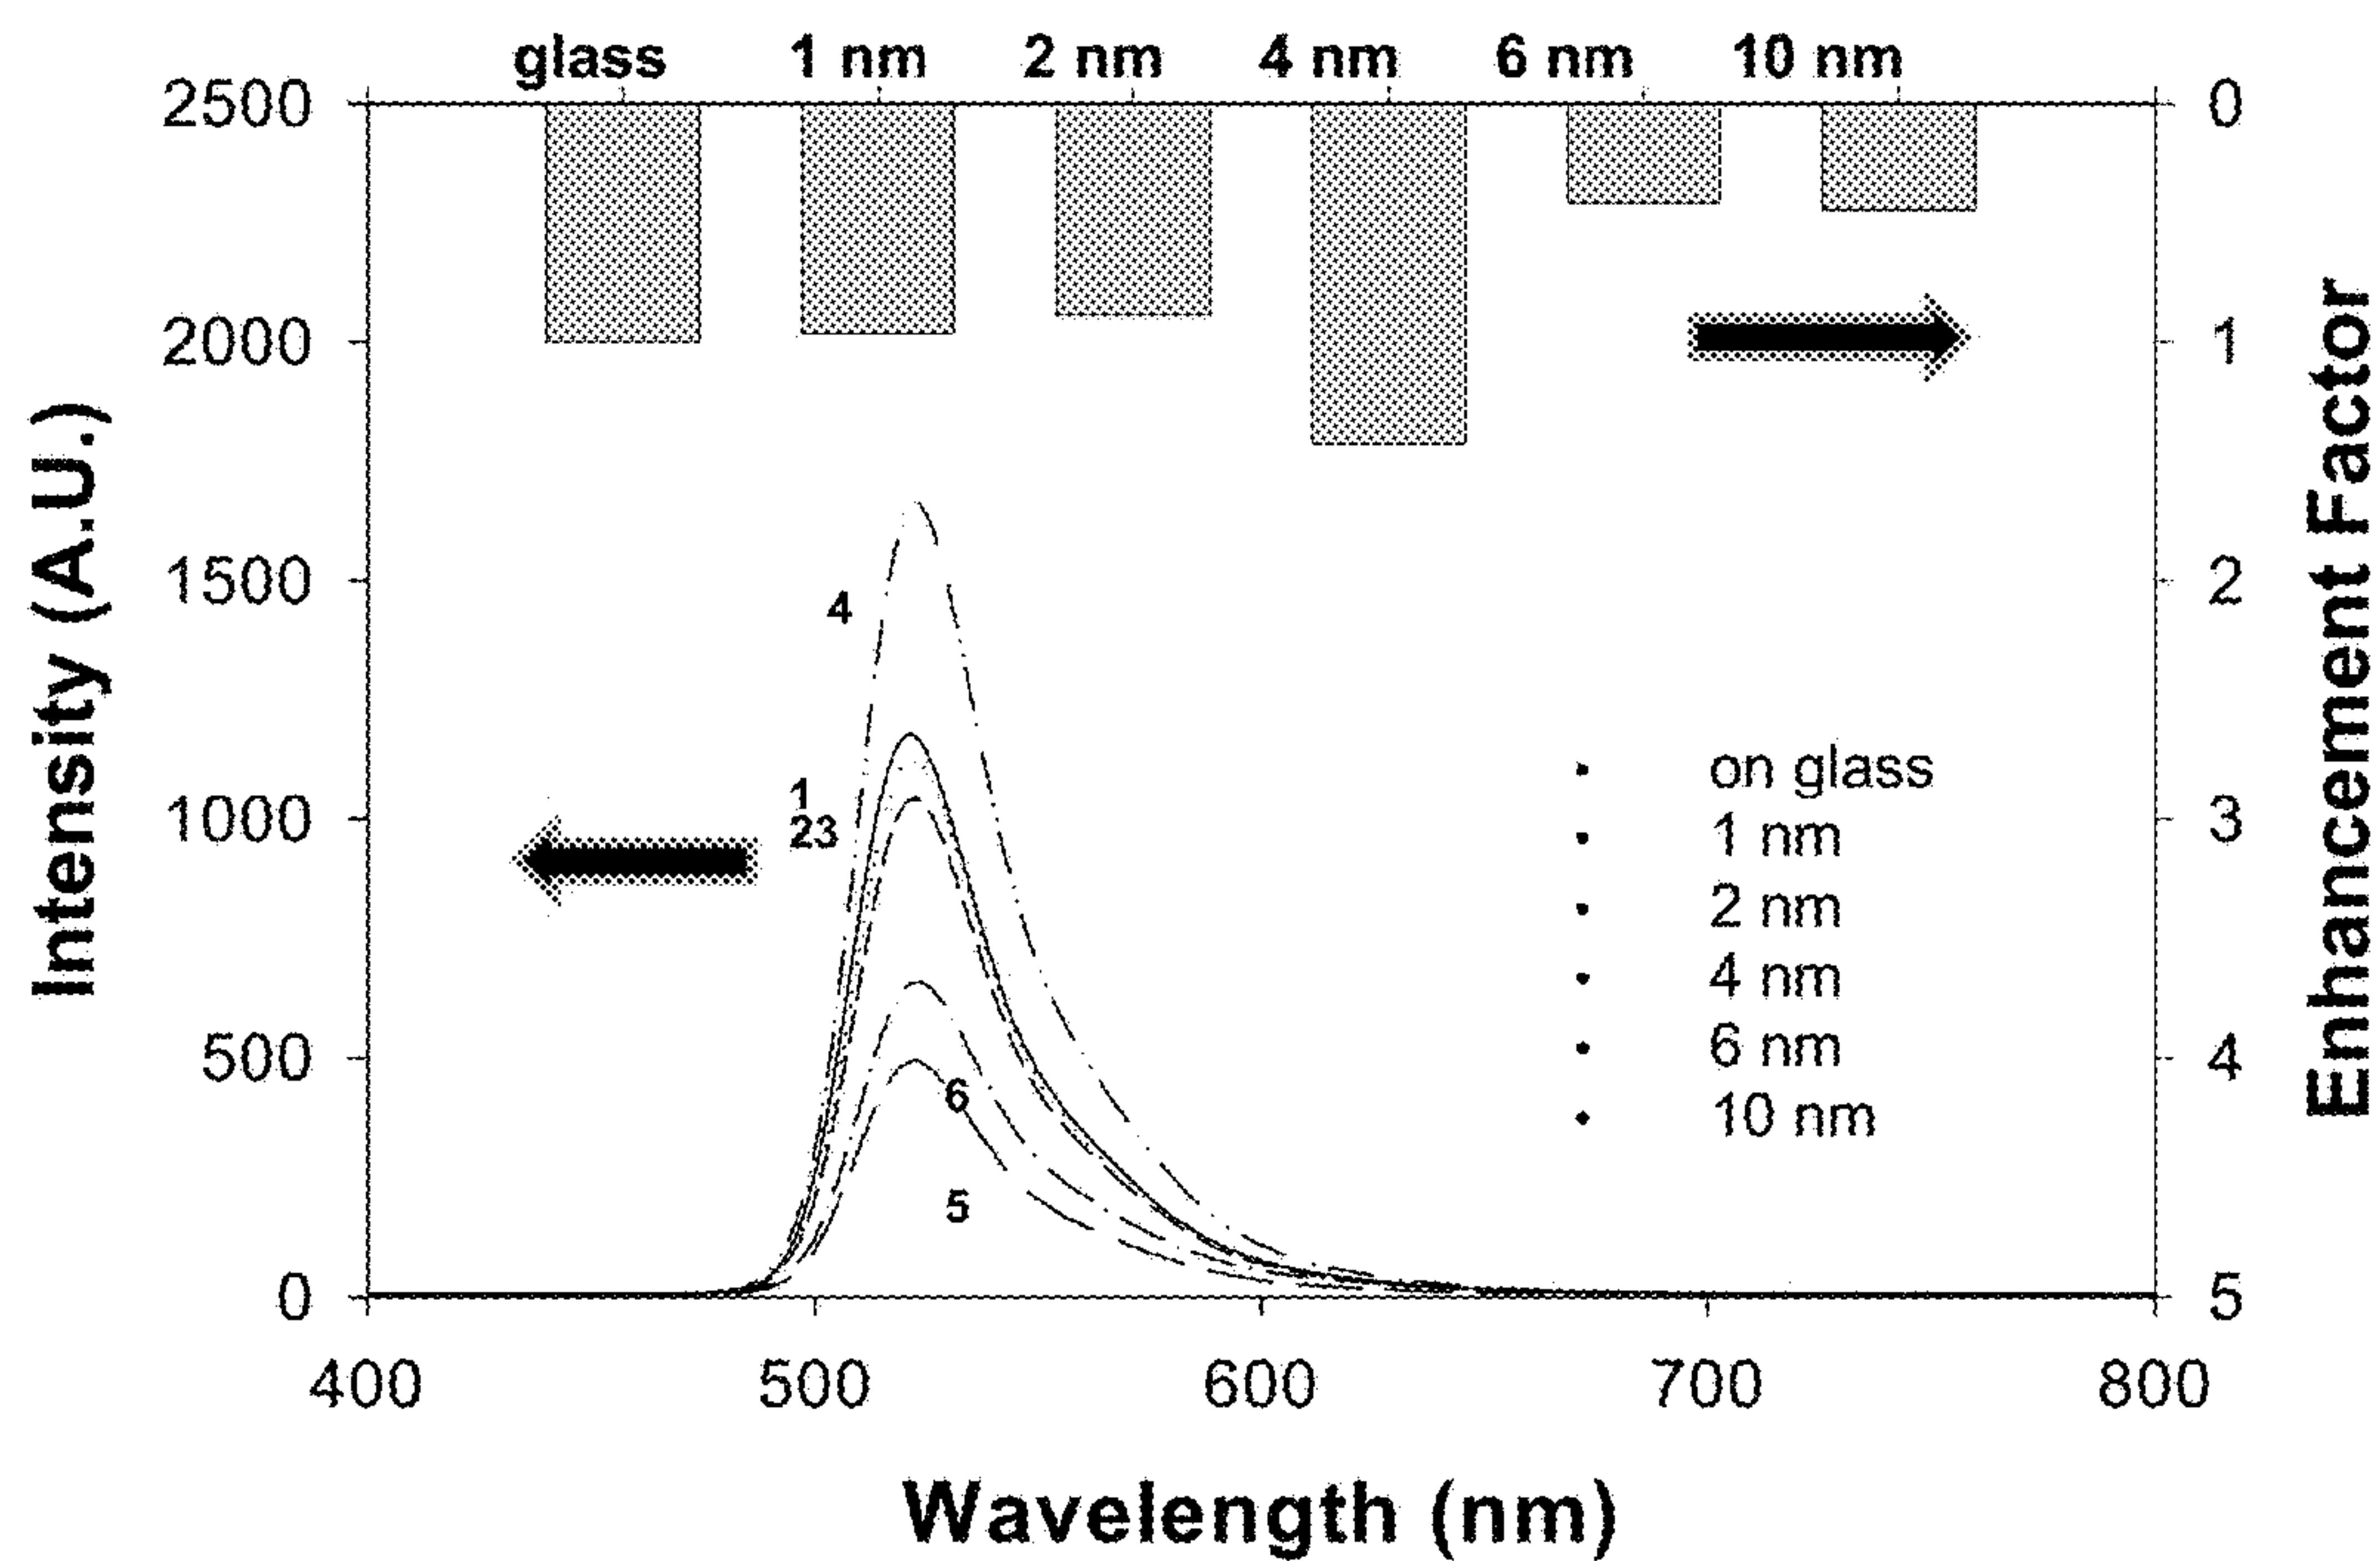 glass 1 nm 2 nm 4 nm 6 nm 10 nm
2500 0
2000 1
1500 2
1000 3
500 4
0 5
Intensity (A.U.)
Enhancement Factor
4
1
23
6
5
on glass
1 nm
2 nm
4 nm
6 nm
10 nm
400 500 600 700 800
Wavelength (nm)